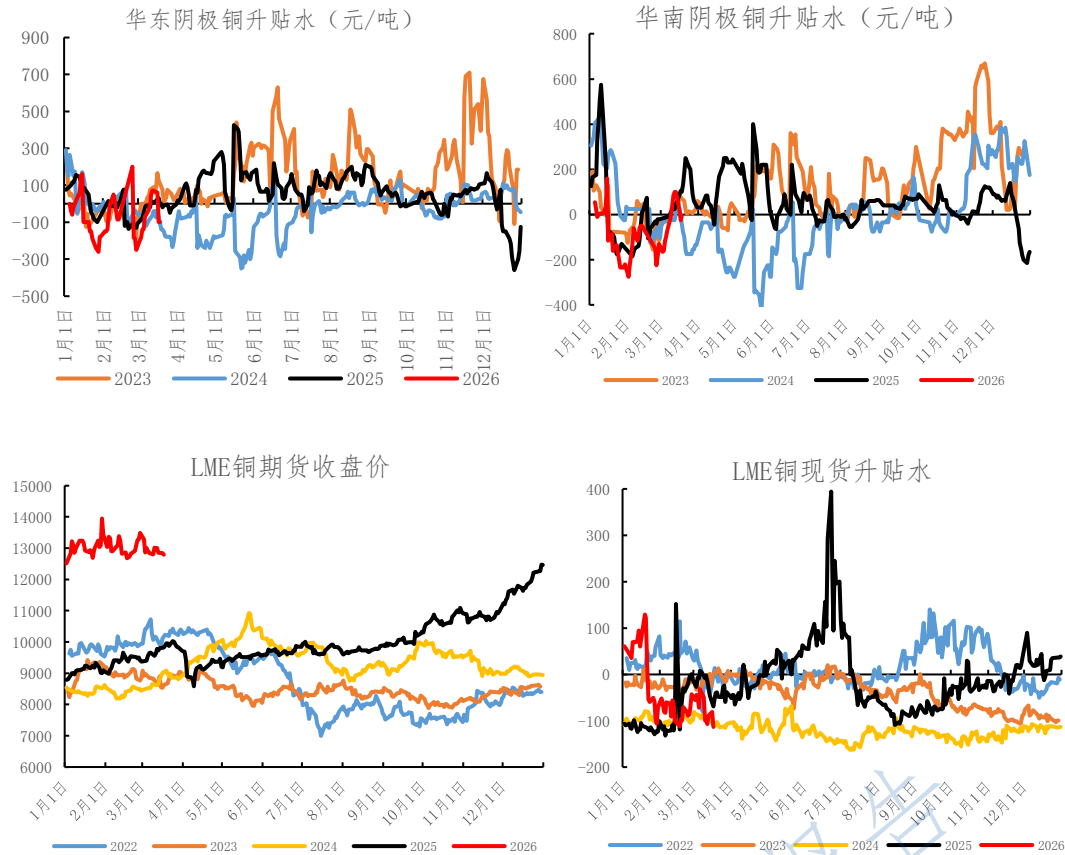 华东阴极铜升贴水（元/吨）
900
700
500
300
100
-100
-300
-500
1月1日
2月1日
3月1日
4月1日
5月1日
6月1日
7月1日
8月1日
9月1日
10月1日
11月1日
12月1日
2023 2024 2025 2026
华南阴极铜升贴水（元/吨）
800
600
400
200
0
-200
-400
1月1日
2月1日
3月1日
4月1日
5月1日
6月1日
7月1日
8月1日
9月1日
10月1日
11月1日
12月1日
2023 2024 2025 2026
LME铜期货收盘价
15000
14000
13000
12000
11000
10000
9000
8000
7000
6000
1月1日
2月1日
3月1日
4月1日
5月1日
6月1日
7月1日
8月1日
9月1日
10月1日
11月1日
12月1日
2022 2023 2024 2025 2026
LME铜现货升贴水
400
300
200
100
0
-100
-200
1月1日
2月1日
3月1日
4月1日
5月1日
6月1日
7月1日
8月1日
9月1日
10月1日
11月1日
12月1日
2022 2023 2024 2025 2026
告